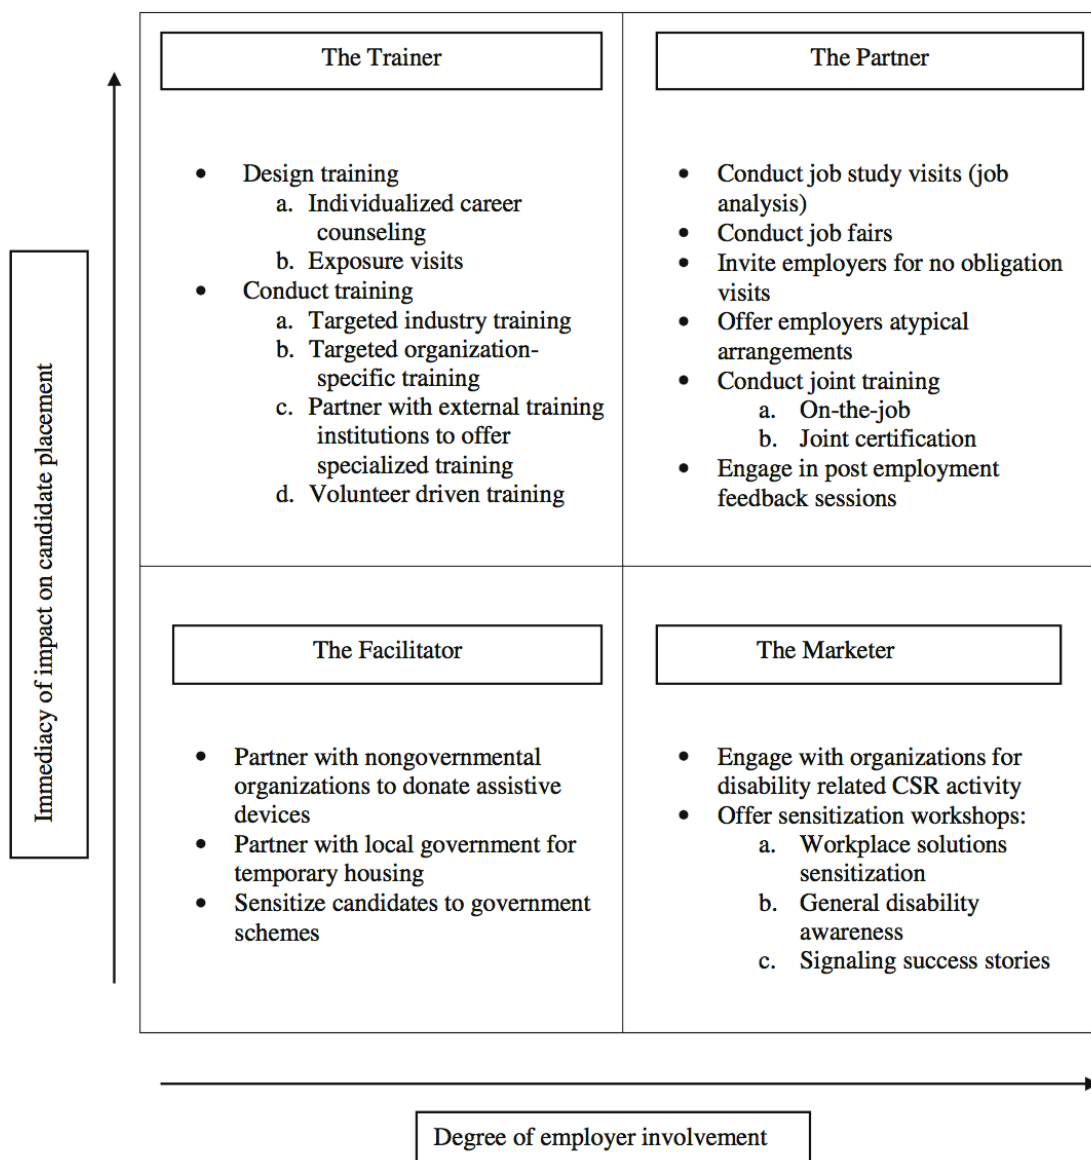 The Trainer
• Design training
a. Individualized career
counseling
b. Exposure visits
• Conduct training
a. Targeted industry training
b. Targeted organization-
specific training
c. Partner with external training
institutions to offer
specialized training
d. Volunteer driven training
The Partner
• Conduct job study visits (job
analysis)
• Conduct job fairs
• Invite employers for no obligation
visits
• Offer employers atypical
arrangements
• Conduct joint training
a. On-the-job
b. Joint certification
• Engage in post employment
feedback sessions
Immediacy of impact on candidate placement
The Facilitator
• Partner with nongovernmental
organizations to donate assistive
devices
• Partner with local government for
temporary housing
• Sensitize candidates to government
schemes
The Marketer
• Engage with organizations for
disability related CSR activity
• Offer sensitization workshops:
a. Workplace solutions
sensitization
b. General disability
awareness
c. Signaling success stories
Degree of employer involvement